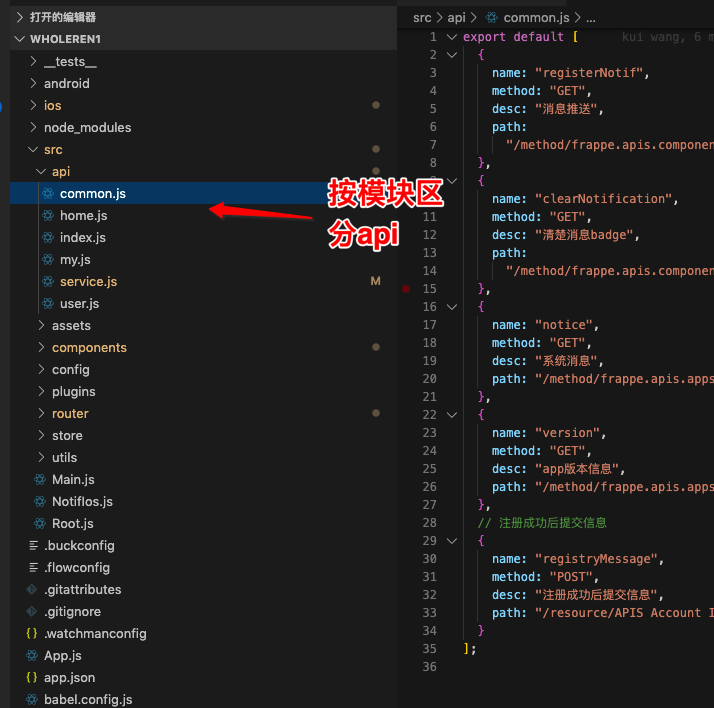 打开的编辑器
WHOLEREN1
__tests__
android
ios
node_modules
src
api
common.js
home.js
index.js
my.js
service.js M
user.js
assets
components
config
plugins
router
store
utils
Main.js
NotifIos.js
Root.js
.buckconfig
.flowconfig
.gitattributes
.gitignore
.watchmanconfig
App.js
app.json
babel.config.js
按模块区
分api
src > api > common.js > ...
1 export default [ kui wang, 6 m
2 {
3 name: "registerNotif",
4 method: "GET",
5 desc: "消息推送",
6 path:
7 "/method/frappe.apis.componen
8 },
{
name: "clearNotification",
11 method: "GET",
12 desc: "清楚消息badge",
13 path:
14 "/method/frappe.apis.componen
15 },
16 {
17 name: "notice",
18 method: "GET",
19 desc: "系统消息",
20 path: "/method/frappe.apis.apps
21 },
22 {
23 name: "version",
24 method: "GET",
25 desc: "app版本信息",
26 path: "/method/frappe.apis.apps
27 },
28 // 注册成功后提交信息
29 {
30 name: "registryMessage",
31 method: "POST",
32 desc: "注册成功后提交信息",
33 path: "/resource/APIS Account I
34 }
35 ];
36